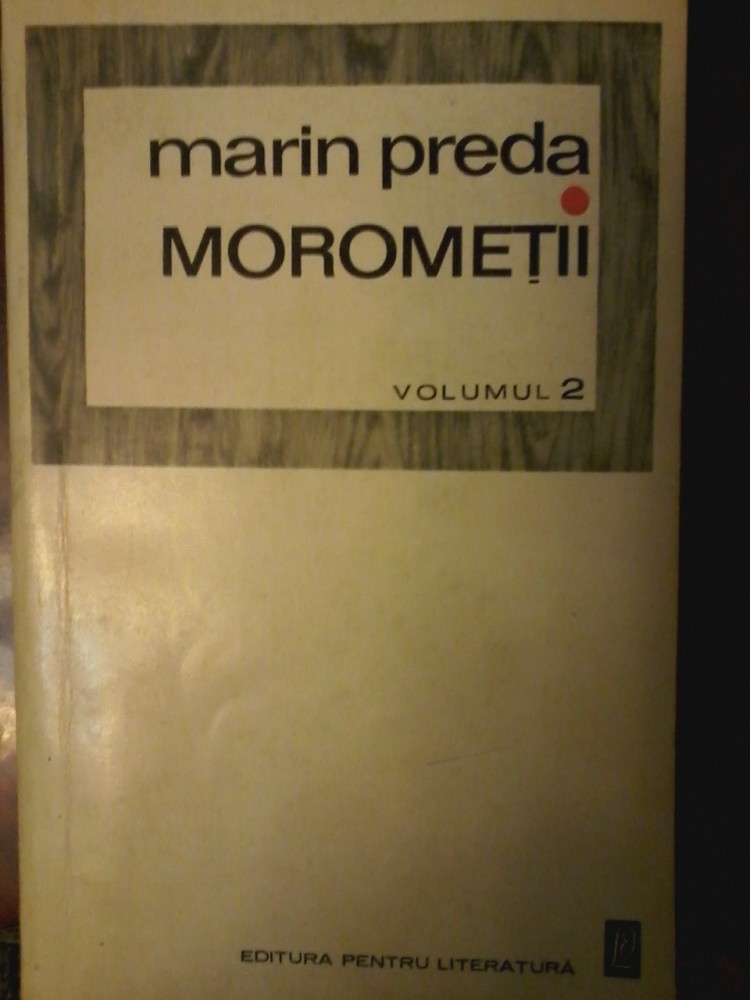 marin preda
MOROMEȚII
VOLUMUL 2
EDITURA PENTRU LITERATURĂ